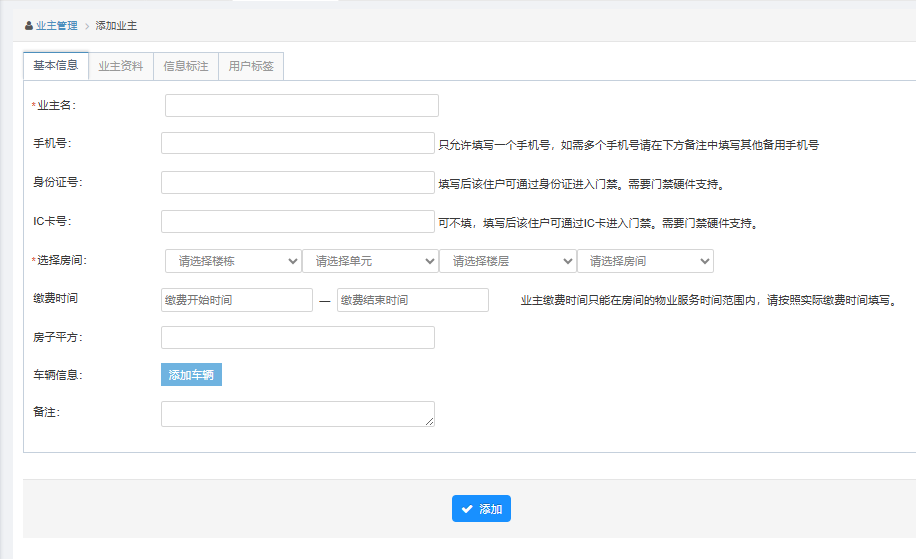 业主管理 > 添加业主
基本信息 业主资料 信息标注 用户标签
*业主名:
手机号: 只允许填写一个手机号，如需多个手机号请在下方备注中填写其他备用手机号
身份证号: 填写后该住户可通过身份证进入门禁。需要门禁硬件支持。
IC卡号: 可不填，填写后该住户可通过IC卡进入门禁。需要门禁硬件支持。
*选择房间: 请选择楼栋 请选择单元 请选择楼层 请选择房间
缴费时间 缴费开始时间 — 缴费结束时间 业主缴费时间只能在房间的物业服务时间范围内，请按照实际缴费时间填写。
房子平方:
车辆信息: 添加车辆
备注:
添加